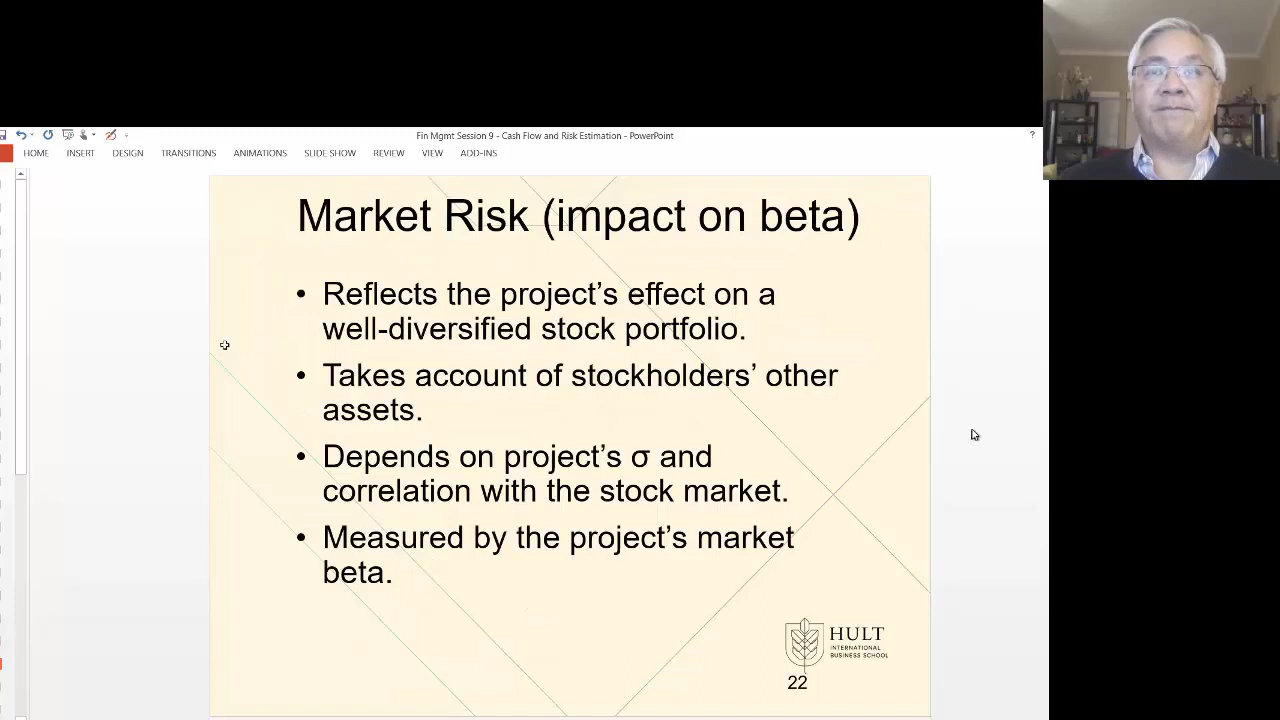 Fin Mgmt Session 9 - Cash Flow and Risk Estimation - PowerPoint
?
HOME INSERT DESIGN TRANSITIONS ANIMATIONS SLIDE SHOW REVIEW VIEW ADD-INS
Market Risk (impact on beta)
• Reflects the project’s effect on a
well-diversified stock portfolio.
• Takes account of stockholders’ other
assets.
• Depends on project’s σ and
correlation with the stock market.
• Measured by the project’s market
beta.
HULT
INTERNATIONAL
BUSINESS SCHOOL
22